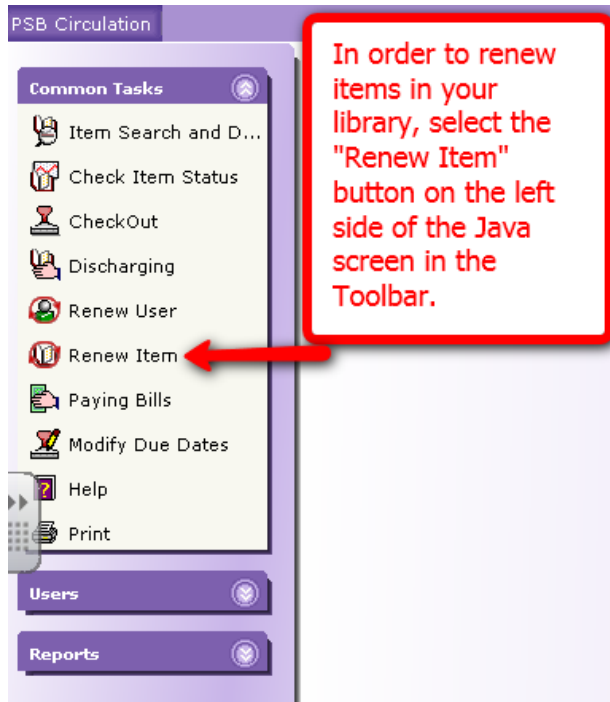 PSB Circulation
Common Tasks
Item Search and D...
Check Item Status
CheckOut
Discharging
Renew User
Renew Item
Paying Bills
Modify Due Dates
Help
Print
Users
Reports
In order to renew
items in your
library, select the
"Renew Item"
button on the left
side of the Java
screen in the
Toolbar.